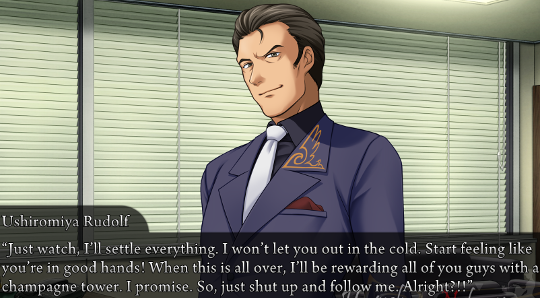 Ushiromiya Rudolf
“Just watch, I’ll settle everything. I won’t let you out in the cold. Start feeling like
you’re in good hands! When this is all over, I’ll be rewarding all of you guys with a
champagne tower. I promise. So, just shut up and follow me. Alright?!!”